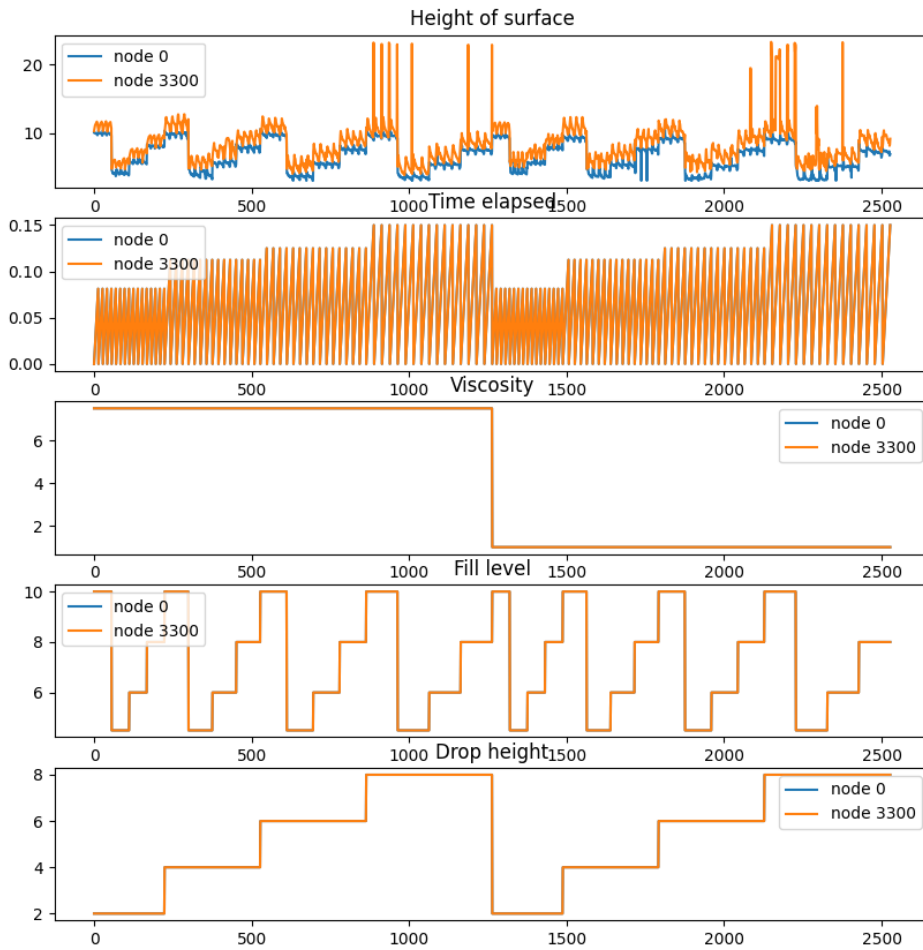 Height of surface
20
10
node 0
node 3300
0 500 1000 1500 2000 2500
Time elapsed
0.15
0.10
0.05
0.00
node 0
node 3300
0 500 1000 1500 2000 2500
Viscosity
6
4
2
node 0
node 3300
0 500 1000 1500 2000 2500
Fill level
10
8
6
node 0
node 3300
0 500 1000 1500 2000 2500
Drop height
8
6
4
2
node 0
node 3300
0 500 1000 1500 2000 2500